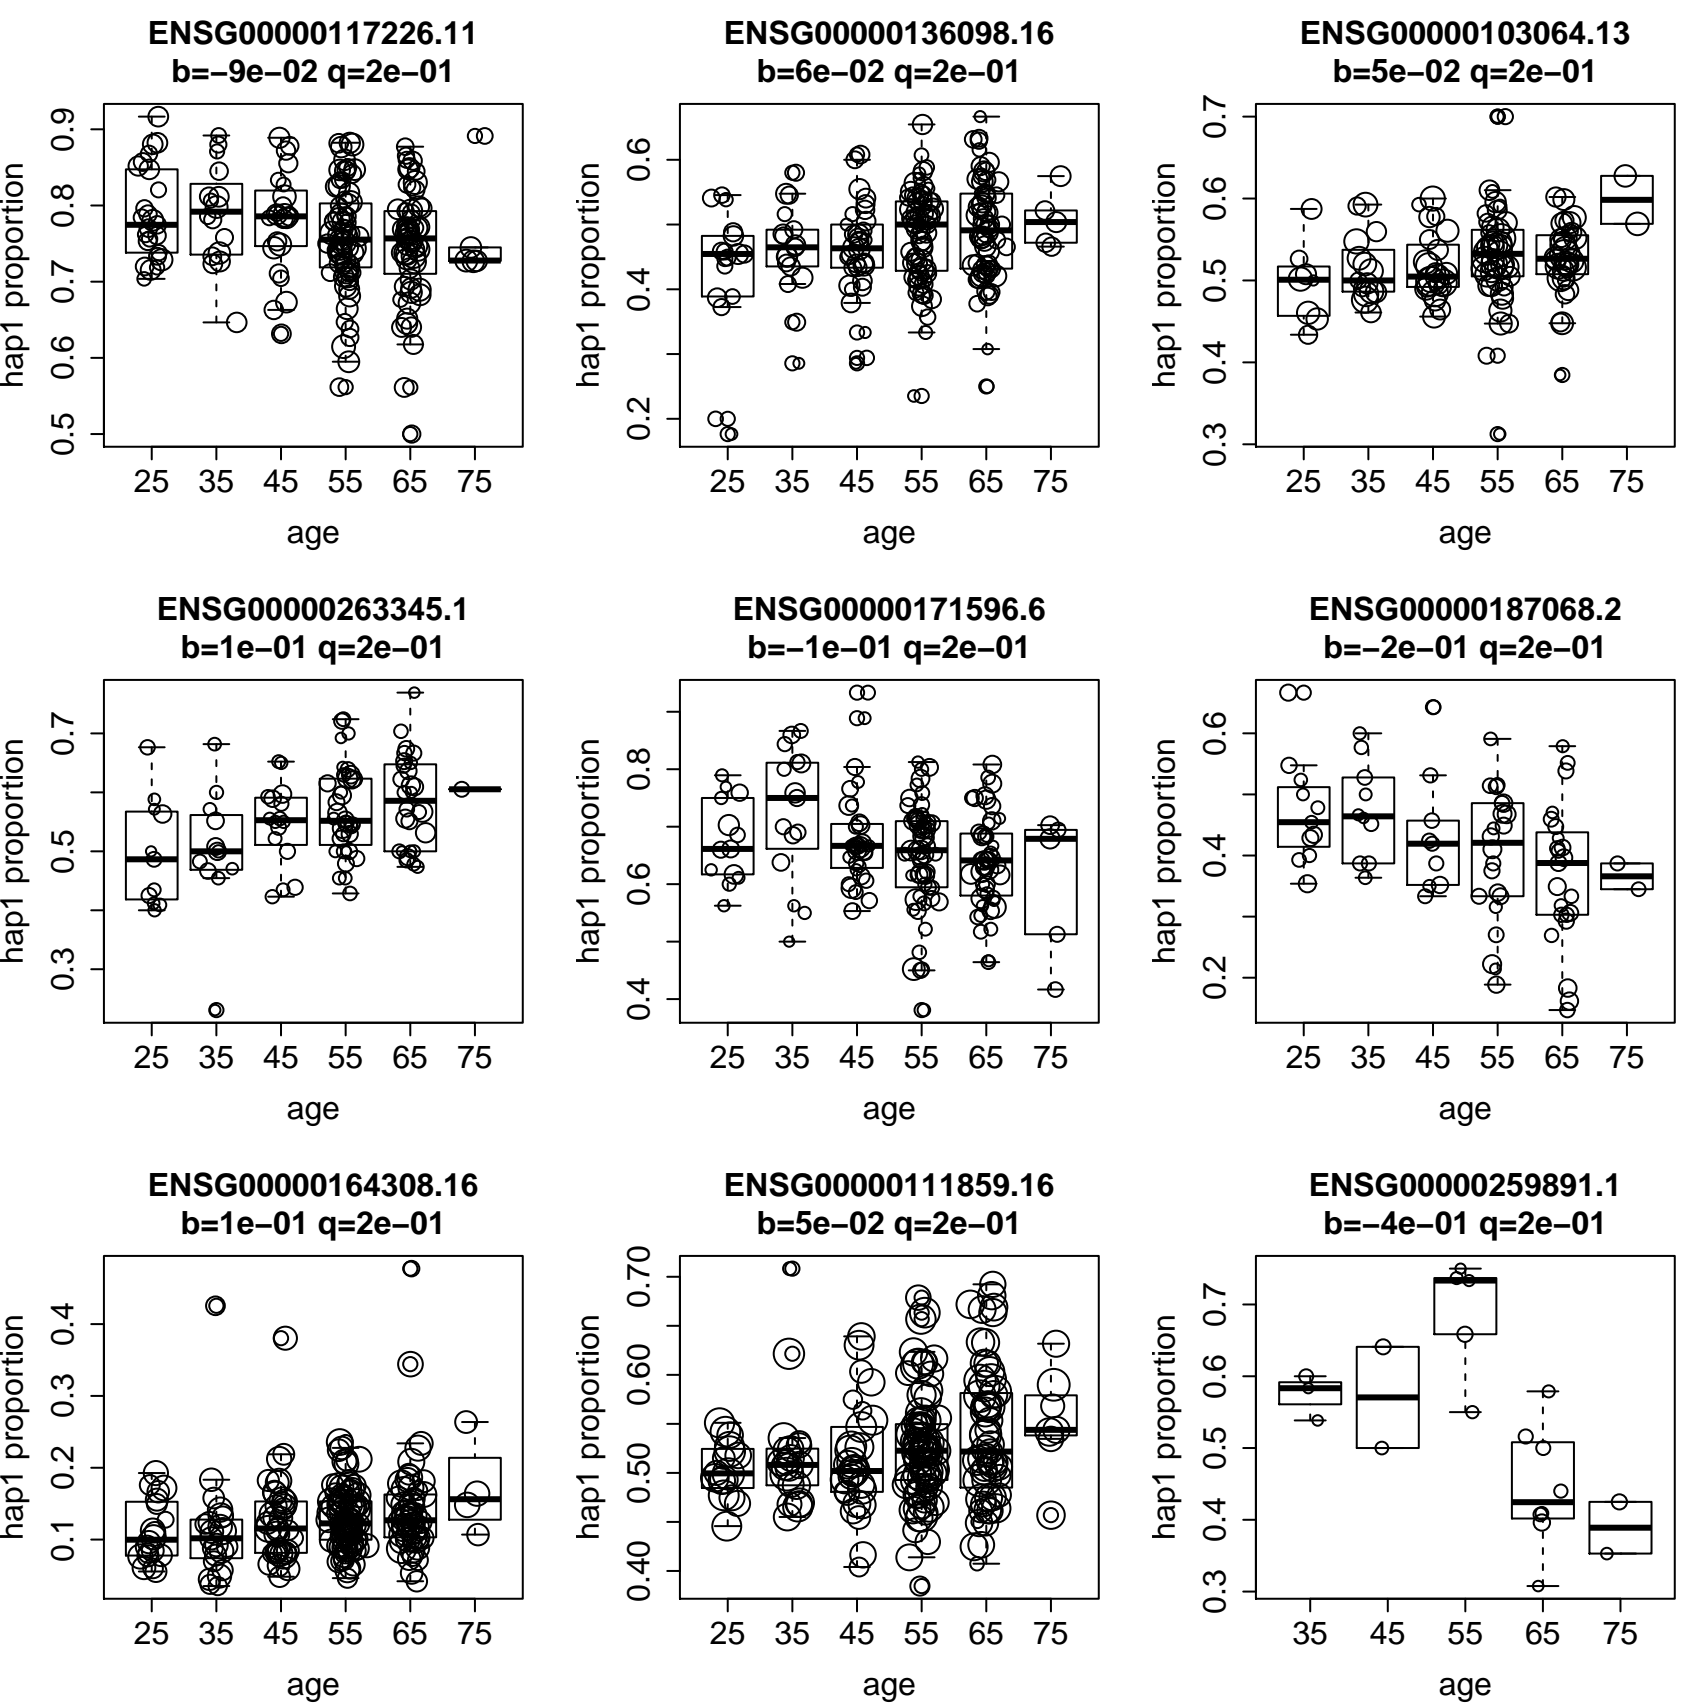 ENSG00000117226.11
b=−9e−02 q=2e−01
hap1 proportion
0.9
0.8
0.7
0.6
0.5
25 35 45 55 65 75
age
ENSG00000136098.16
b=6e−02 q=2e−01
hap1 proportion
0.6
0.4
0.2
25 35 45 55 65 75
age
ENSG00000103064.13
b=5e−02 q=2e−01
hap1 proportion
0.7
0.6
0.5
0.4
0.3
25 35 45 55 65 75
age
ENSG00000263345.1
b=1e−01 q=2e−01
hap1 proportion
0.7
0.5
0.3
25 35 45 55 65 75
age
ENSG00000171596.6
b=−1e−01 q=2e−01
hap1 proportion
0.8
0.6
0.4
25 35 45 55 65 75
age
ENSG00000187068.2
b=−2e−01 q=2e−01
hap1 proportion
0.6
0.4
0.2
25 35 45 55 65 75
age
ENSG00000164308.16
b=1e−01 q=2e−01
hap1 proportion
0.4
0.3
0.2
0.1
25 35 45 55 65 75
age
ENSG00000111859.16
b=5e−02 q=2e−01
hap1 proportion
0.70
0.60
0.50
0.40
25 35 45 55 65 75
age
ENSG00000259891.1
b=−4e−01 q=2e−01
hap1 proportion
0.7
0.6
0.5
0.4
0.3
35 45 55 65 75
age